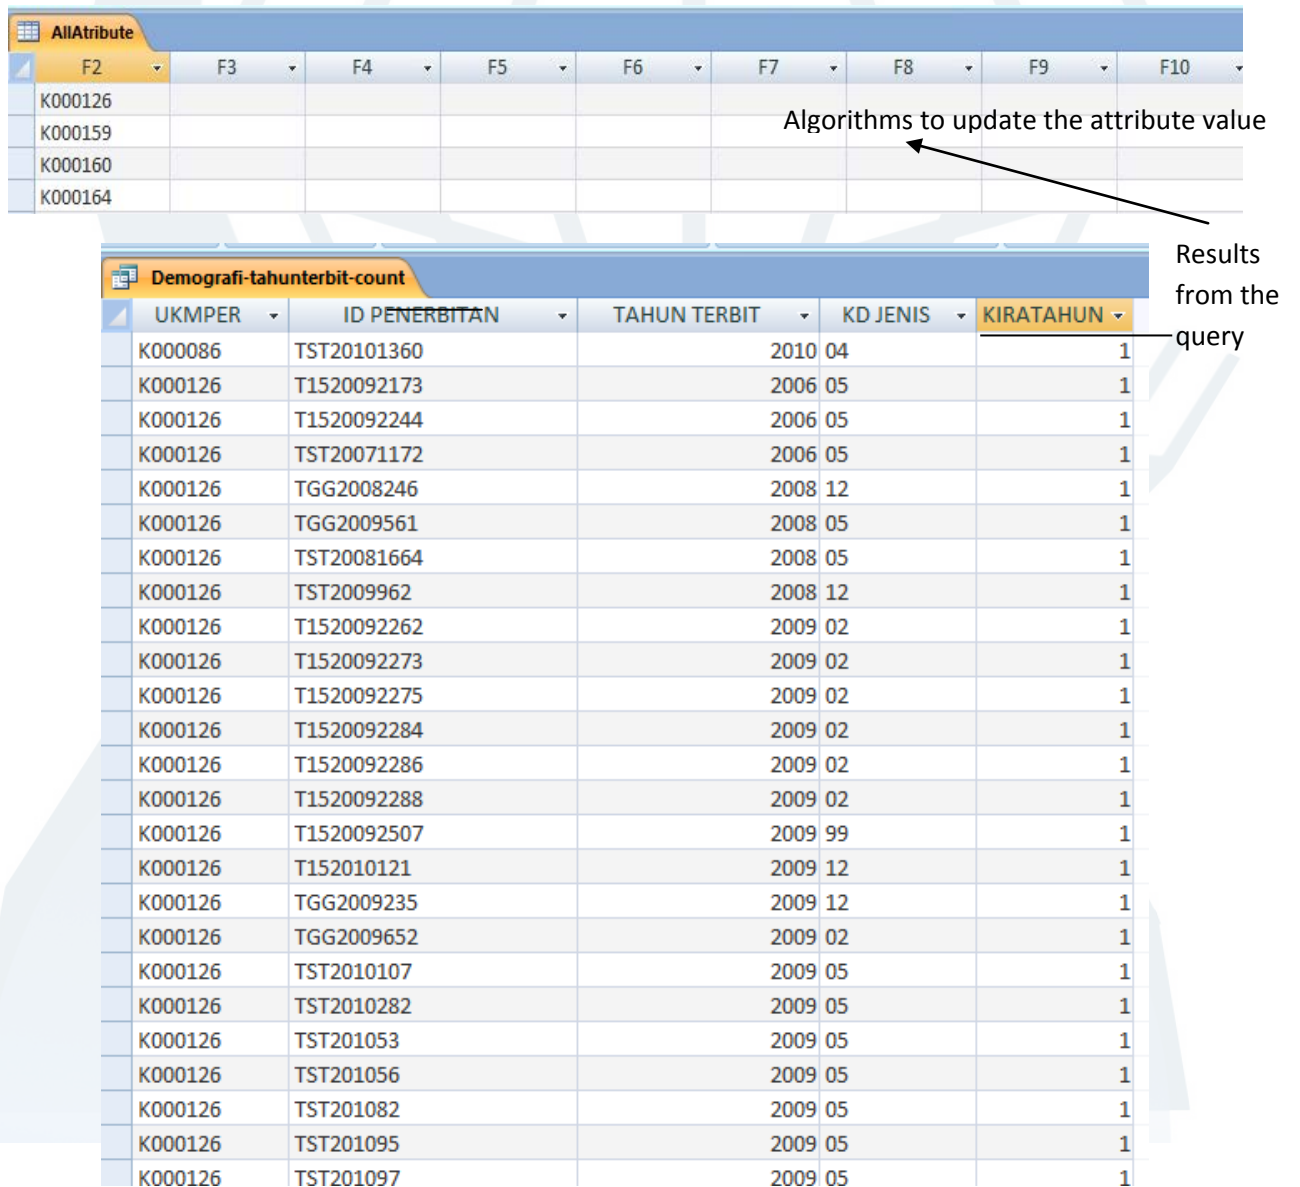 AllAtribute
F2 F3 F4 F5 F6 F7 F8 F9 F10
K000126
K000159
K000160
K000164
Algorithms to update the attribute value
Results
from the
query
Demografi-tahunterbit-count
UKMPER ID PENERBITAN TAHUN TERBIT KD JENIS KIRATAHUN
K000086 TST20101360 2010 04 1
K000126 T1520092173 2006 05 1
K000126 T1520092244 2006 05 1
K000126 TST20071172 2006 05 1
K000126 TGG2008246 2008 12 1
K000126 TGG2009561 2008 05 1
K000126 TST20081664 2008 05 1
K000126 TST2009962 2008 12 1
K000126 T1520092262 2009 02 1
K000126 T1520092273 2009 02 1
K000126 T1520092275 2009 02 1
K000126 T1520092284 2009 02 1
K000126 T1520092286 2009 02 1
K000126 T1520092288 2009 02 1
K000126 T1520092507 2009 99 1
K000126 T152010121 2009 12 1
K000126 TGG2009235 2009 12 1
K000126 TGG2009652 2009 02 1
K000126 TST2010107 2009 05 1
K000126 TST2010282 2009 05 1
K000126 TST201053 2009 05 1
K000126 TST201056 2009 05 1
K000126 TST201082 2009 05 1
K000126 TST201095 2009 05 1
K000126 TST201097 2009 05 1